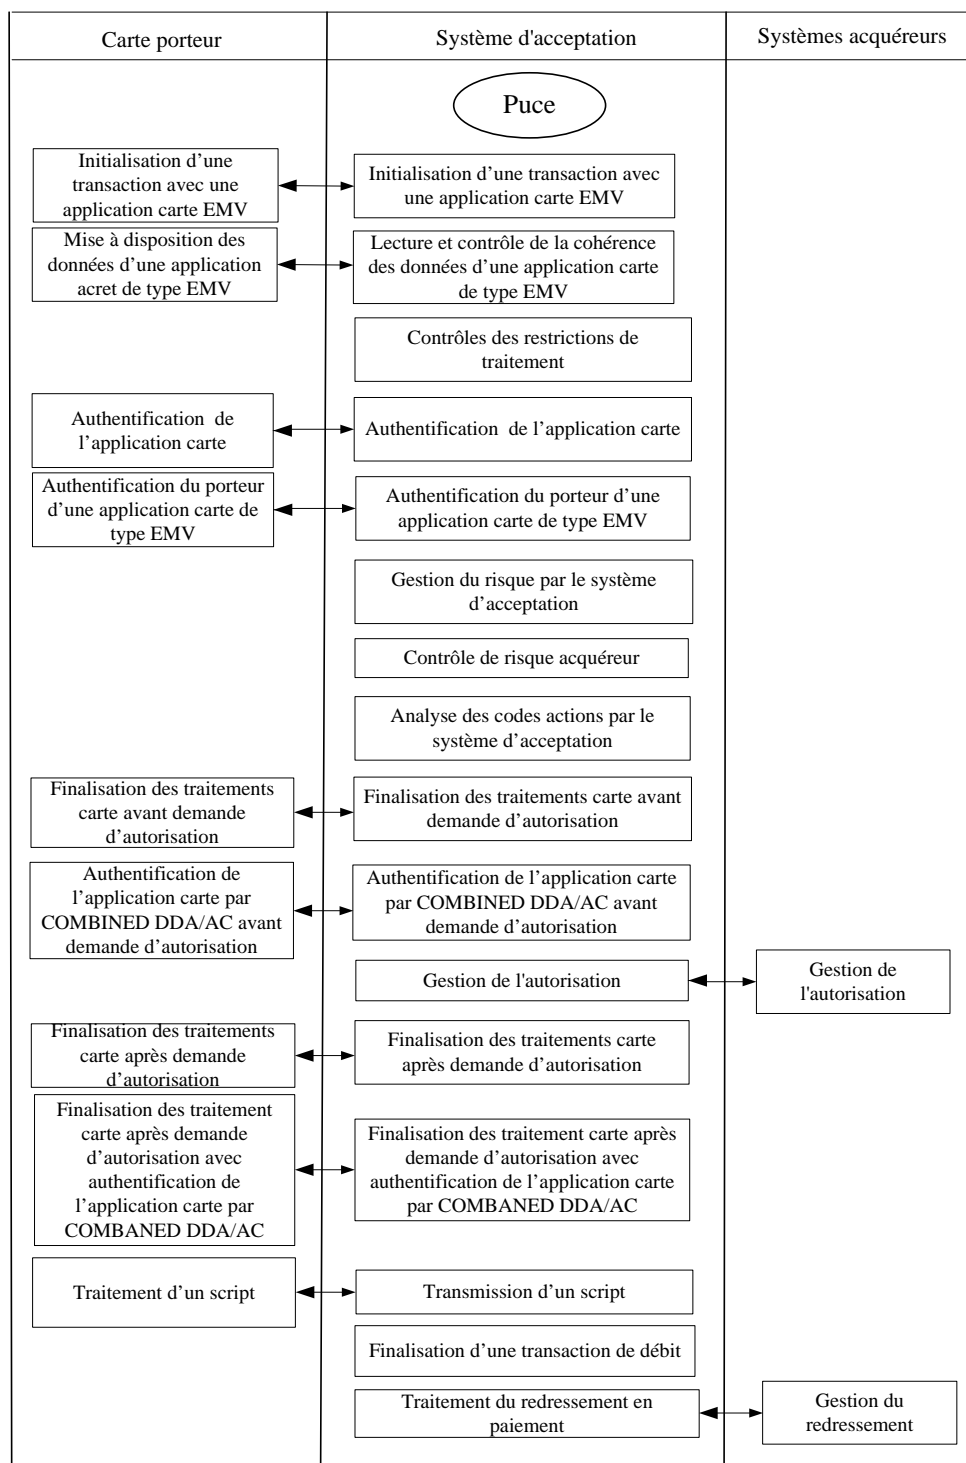 Carte porteur
Système d'acceptation
Systèmes acquéreurs
Puce
Initialisation d’une
transaction avec une
application carte EMV
Initialisation d’une transaction avec
une application carte EMV
Mise à disposition des
données d’une application
acret de type EMV
Lecture et contrôle de la cohérence
des données d’une application carte
de type EMV
Contrôles des restrictions de
traitement
Authentification de
l’application carte
Authentification de l’application carte
Authentification du porteur
d’une application carte de
type EMV
Authentification du porteur d’une
application carte de type EMV
Gestion du risque par le système
d’acceptation
Contrôle de risque acquéreur
Analyse des codes actions par le
système d’acceptation
Finalisation des traitements
carte avant demande
d’autorisation
Finalisation des traitements carte avant
demande d’autorisation
Authentification de
l’application carte par
COMBINED DDA/AC avant
demande d’autorisation
Authentification de l’application carte
par COMBINED DDA/AC avant
demande d’autorisation
Gestion de l'autorisation
Gestion de
l'autorisation
Finalisation des traitements
carte après demande
d’autorisation
Finalisation des traitements carte
après demande d’autorisation
Finalisation des traitement
carte après demande
d’autorisation avec
authentification de
l’application carte par
COMBANED DDA/AC
Finalisation des traitement carte après
demande d’autorisation avec
authentification de l’application carte
par COMBANED DDA/AC
Traitement d’un script
Transmission d’un script
Finalisation d’une transaction de débit
Traitement du redressement en
paiement
Gestion du
redressement